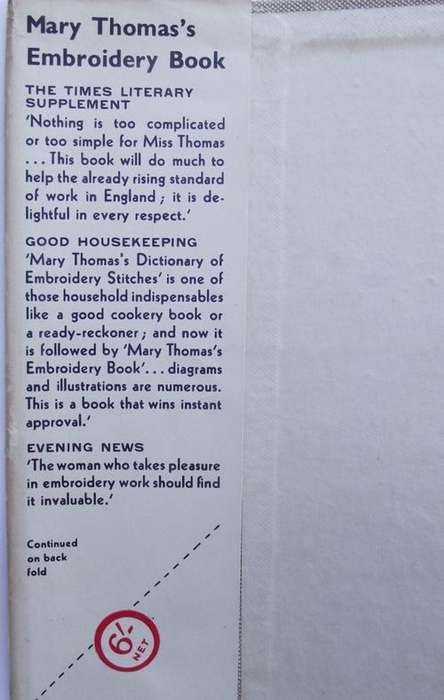 Mary Thomas's
Embroidery Book
THE TIMES LITERARY
SUPPLEMENT
'Nothing is too complicated
or too simple for Miss Thomas
... This book will do much to
help the already rising standard
of work in England; it is de-
lightful in every respect.'
GOOD HOUSEKEEPING
'Mary Thomas's Dictionary of
Embroidery Stitches' is one of
those household indispensables
like a good cookery book or
a ready-reckoner; and now it
is followed by 'Mary Thomas's
Embroidery Book'... diagrams
and illustrations are numerous.
This is a book that wins instant
approval.'
EVENING NEWS
'The woman who takes pleasure
in embroidery work should find
it invaluable.'
Continued
on back
fold
6/-
NET